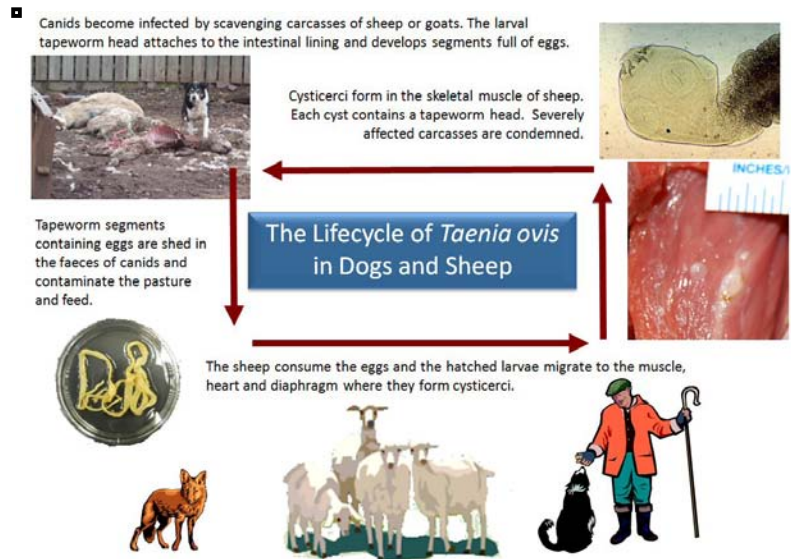 Canids become infected by scavenging carcasses of sheep or goats. The larval
tapeworm head attaches to the intestinal lining and develops segments full of eggs.
Cysticerci form in the skeletal muscle of sheep.
Each cyst contains a tapeworm head. Severely
affected carcasses are condemned.
INCHES/
Tapeworm segments
containing eggs are shed in
the faeces of canids and
contaminate the pasture
and feed.
The Lifecycle of Taenia ovis
in Dogs and Sheep
The sheep consume the eggs and the hatched larvae migrate to the muscle,
heart and diaphragm where they form cysticerci.